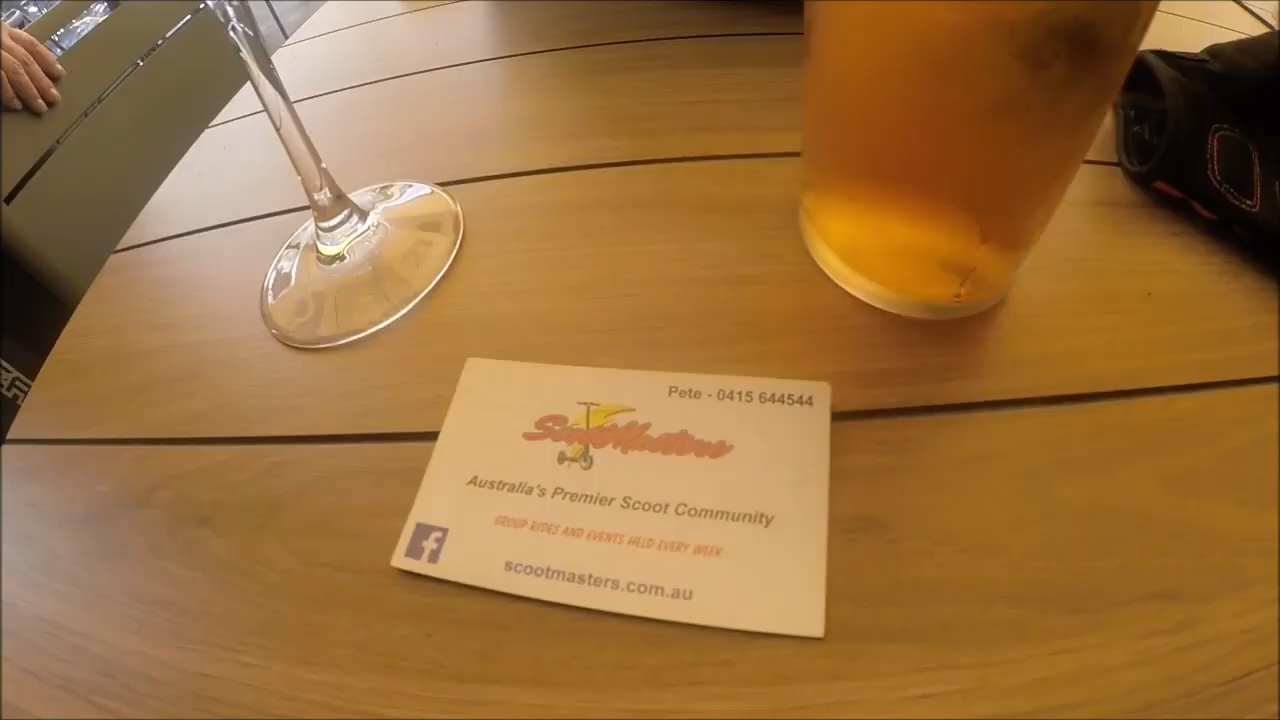 Pete - 0415 644544
ScootMasters
Australia's Premier Scoot Community
GROUP RIDES AND EVENTS HELD EVERY WEEK
f
scootmasters.com.au